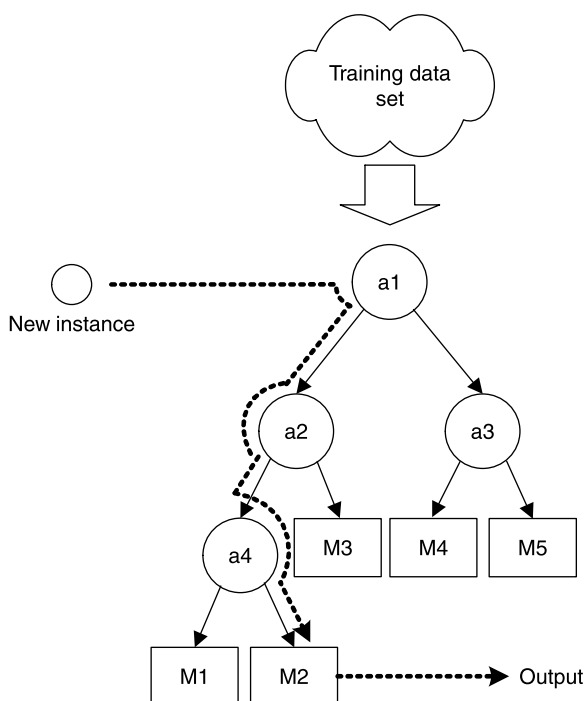 Training data
set
a1
New instance
a2
a3
M3
M4
M5
a4
M1
M2
Output